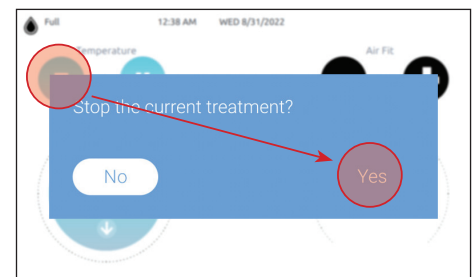 Full 12:38 AM WED 8/31/2022
Temperature Air Fit
Stop the current treatment?
No Yes